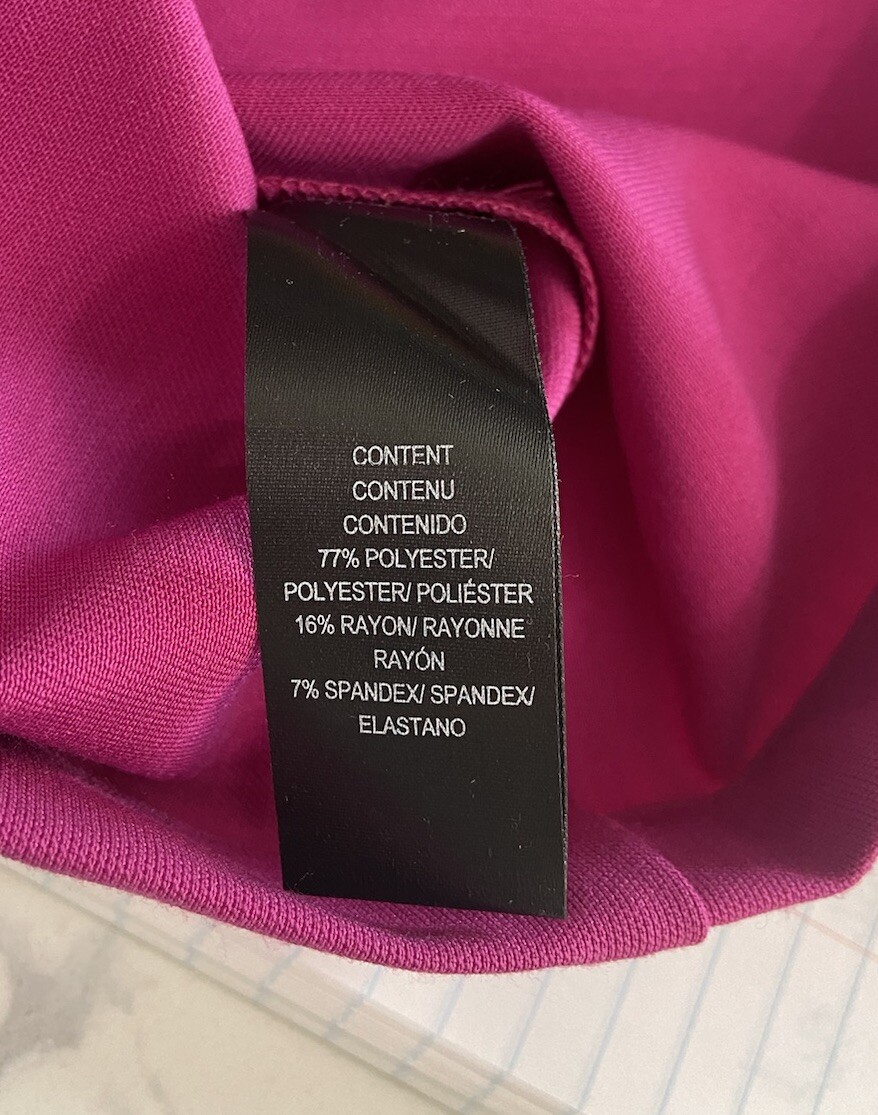 CONTENT
CONTENU
CONTENIDO
77% POLYESTER/
POLYESTER/ POLIÉSTER
16% RAYON/ RAYONNE
RAYÓN
7% SPANDEX/ SPANDEX/
ELASTANO